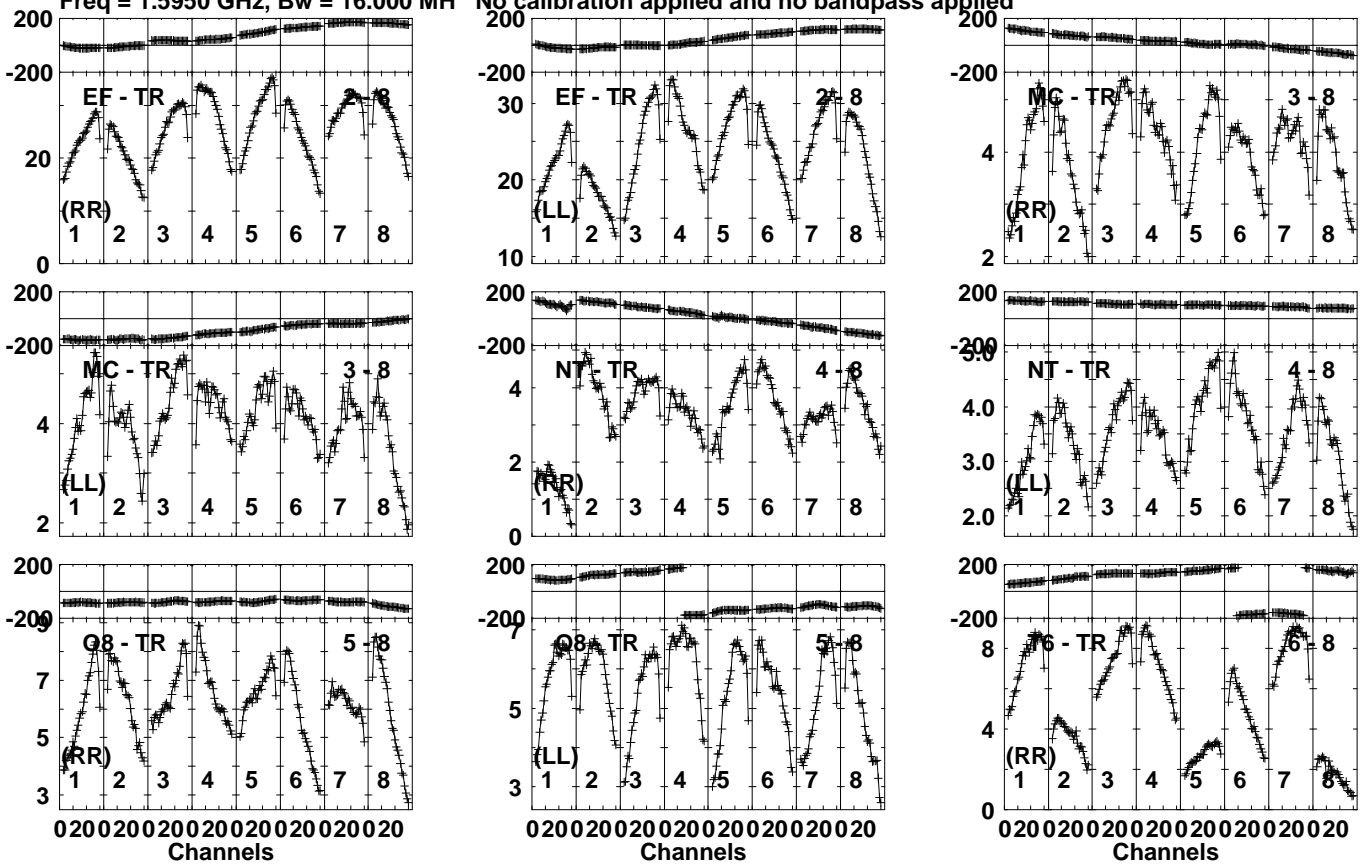 Freq = 1.5950 GHz, Bw = 16.000 MH No calibration applied and no bandpass applied
200
-200
EF - TR
2 - 8
20
0
(RR)
1 2 3 4 5 6 7 8
200
-200
EF - TR
2 - 8
30
20
10
(LL)
1 2 3 4 5 6 7 8
200
-200
MC - TR
3 - 8
4
2
(RR)
1 2 3 4 5 6 7 8
200
-200
MC - TR
3 - 8
4
2
(LL)
1 2 3 4 5 6 7 8
200
-200
NT - TR
4 - 8
4
2
0
(RR)
1 2 3 4 5 6 7 8
200
-200
5.0
NT - TR
4 - 8
4.0
3.0
2.0
(LL)
1 2 3 4 5 6 7 8
200
-200
9
O8 - TR
5 - 8
7
5
3
(RR)
1 2 3 4 5 6 7 8
0 20 0 20 0 20 0 20 0 20 0 20 0 20 0 20
Channels
200
-200
7
O8 - TR
5 - 8
5
3
(LL)
1 2 3 4 5 6 7 8
0 20 0 20 0 20 0 20 0 20 0 20 0 20 0 20
Channels
200
-200
8
T6 - TR
6 - 8
4
0
(RR)
1 2 3 4 5 6 7 8
0 20 0 20 0 20 0 20 0 20 0 20 0 20 0 20
Channels